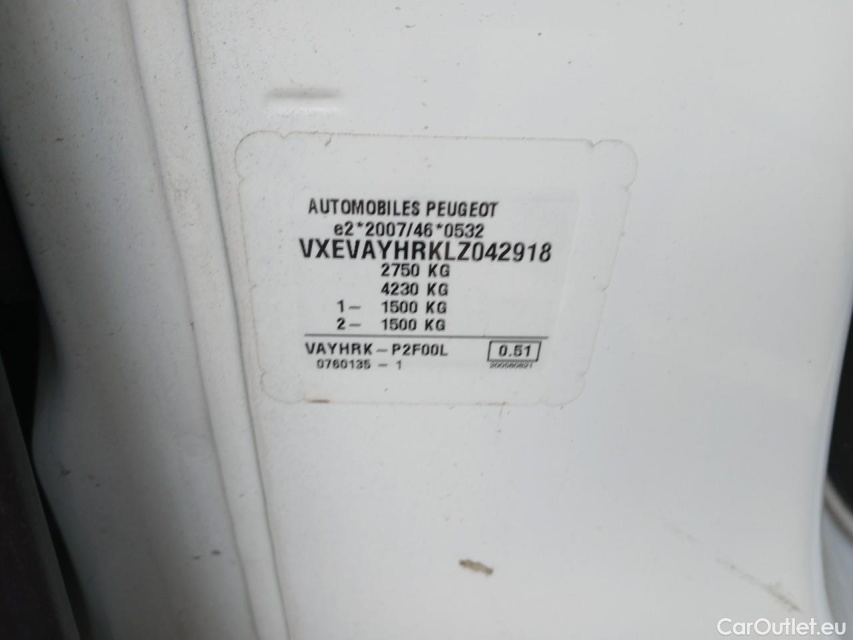 AUTOMOBILES PEUGEOT
e2*2007/46*0532
VXEVAYHRKLZ042918
2750 KG
4230 KG
1- 1500 KG
2- 1500 KG
VAYHRK-P2F00L 0.51
0760135 - 1
CarOutlet.eu